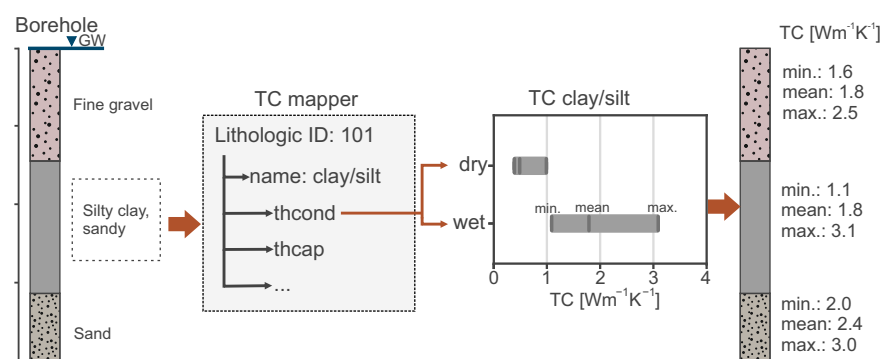 Borehole
GW
Fine gravel
Silty clay,
sandy
Sand
TC mapper
Lithologic ID: 101
name: clay/silt
thcond
thcap
...
TC clay/silt
dry
wet
min. mean max.
0 1 2 3 4
TC [Wm⁻¹K⁻¹]
TC [Wm⁻¹K⁻¹]
min.: 1.6
mean: 1.8
max.: 2.5
min.: 1.1
mean: 1.8
max.: 3.1
min.: 2.0
mean: 2.4
max.: 3.0